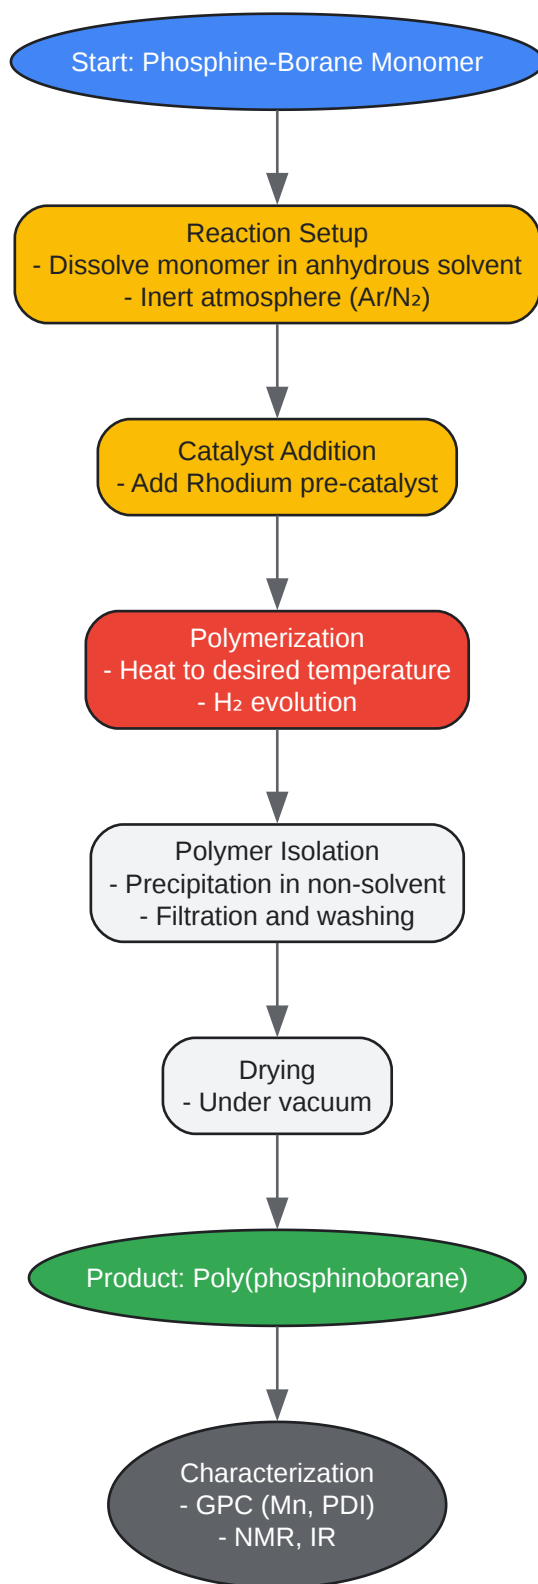 Start: Phosphine-Borane Monomer
Reaction Setup
- Dissolve monomer in anhydrous solvent
- Inert atmosphere (Ar/N₂)
Catalyst Addition
- Add Rhodium pre-catalyst
Polymerization
- Heat to desired temperature
- H₂ evolution
Polymer Isolation
- Precipitation in non-solvent
- Filtration and washing
Drying
- Under vacuum
Product: Poly(phosphinoborane)
Characterization
- GPC (Mn, PDI)
- NMR, IR